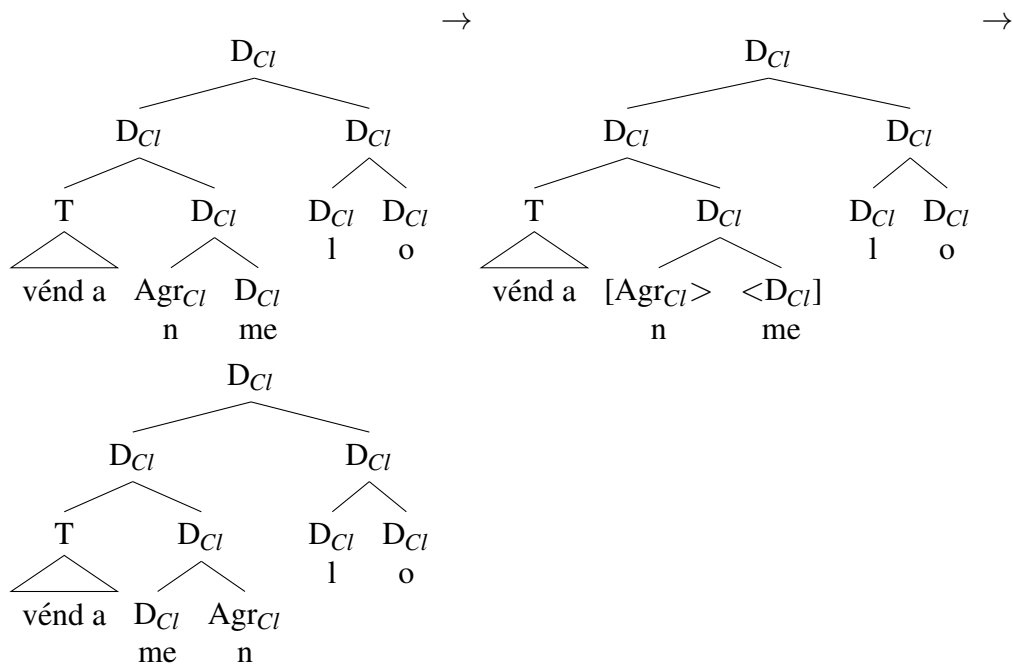 → →
D_Cl D_Cl
D_Cl D_Cl D_Cl D_Cl
T D_Cl D_Cl D_Cl T D_Cl D_Cl D_Cl
l o l o
vénd a Agr_Cl D_Cl vénd a [Agr_Cl> <D_Cl]
n me n me
D_Cl
D_Cl D_Cl
T D_Cl D_Cl D_Cl
l o
vénd a D_Cl Agr_Cl
me n